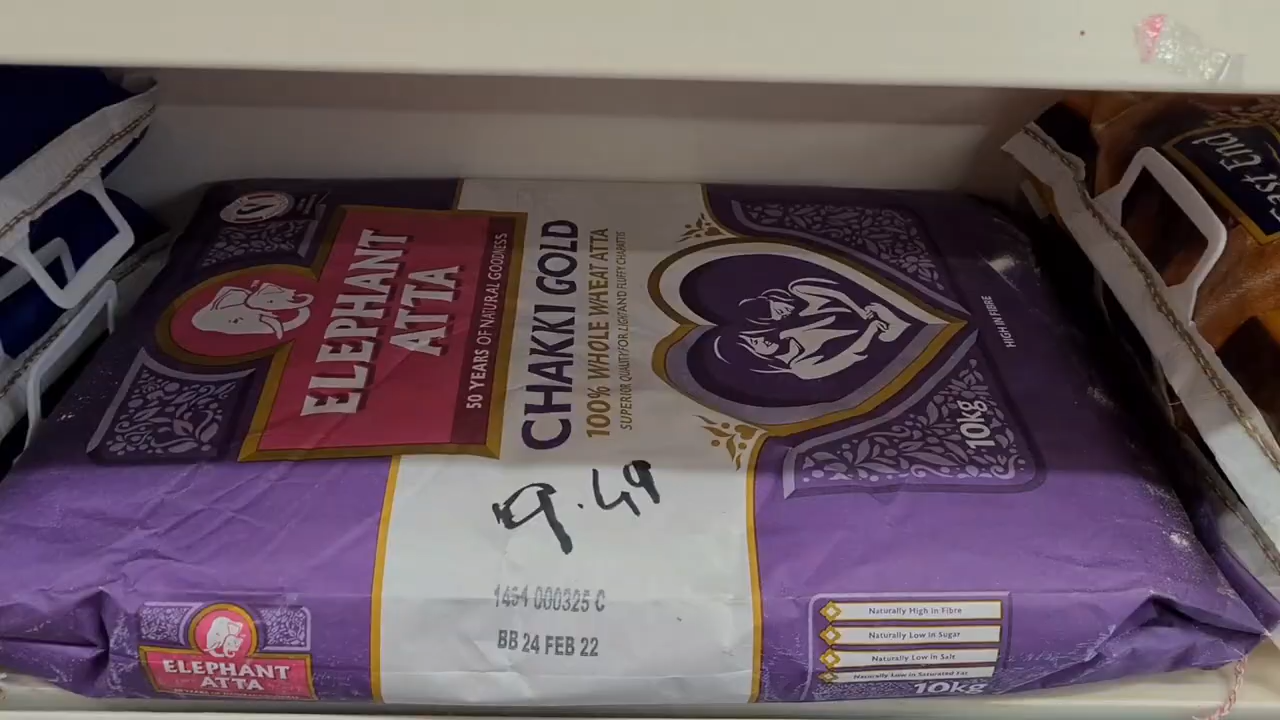 ELEPHANT
ATTA
50 YEARS OF NATURAL GOODNESS
CHAKKI GOLD
100% WHOLE WHEAT ATTA
SUPERIOR QUALITY FOR LIGHT AND FLUFFY CHAPATTIS
HIGH IN FIBRE
10kg
9.49
1454 000325 C
BB 24 FEB 22
ELEPHANT
ATTA
Naturally High In Fibre
Naturally Low In Sugar
Naturally Low In Salt
Naturally Low in Saturated Fat
10kg
East End